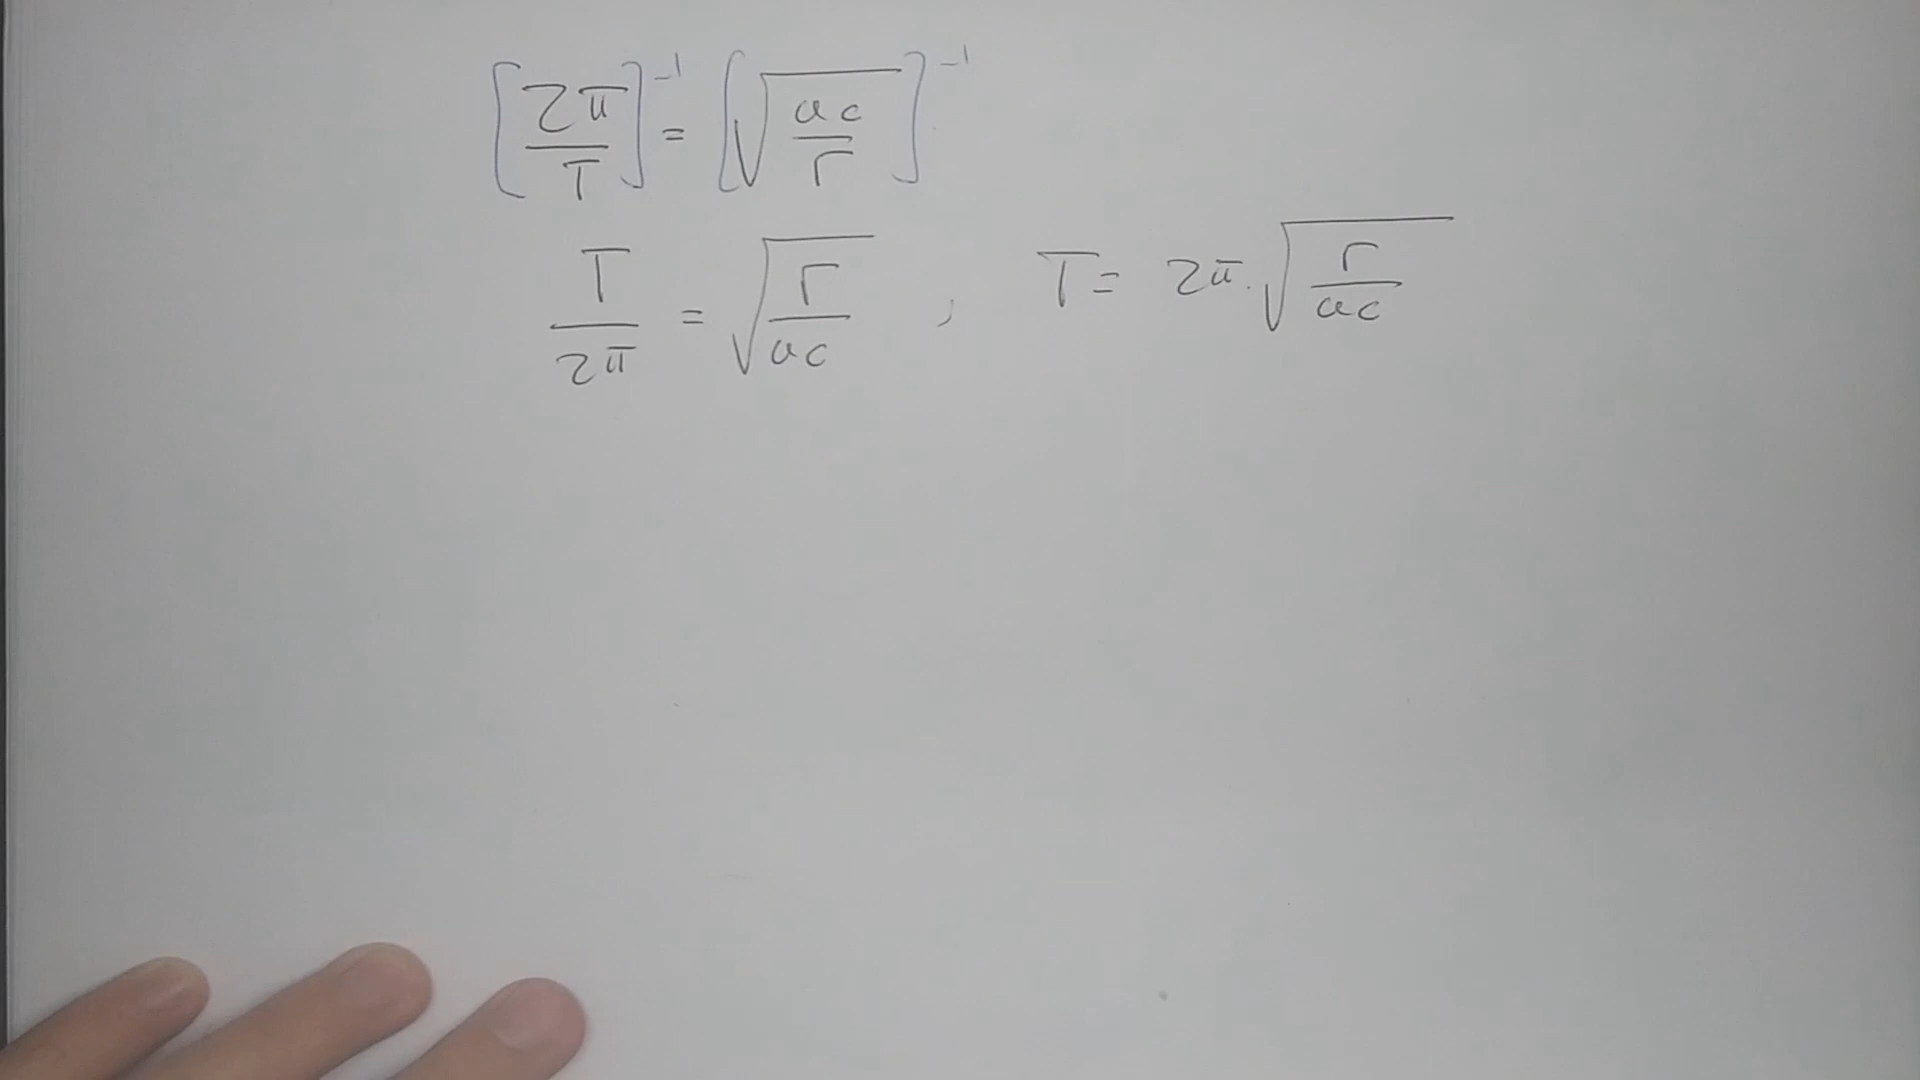 [2π/T]⁻¹ = [√(ac/r)]⁻¹
T/2π = √(r/ac) , T = 2π·√(r/ac)